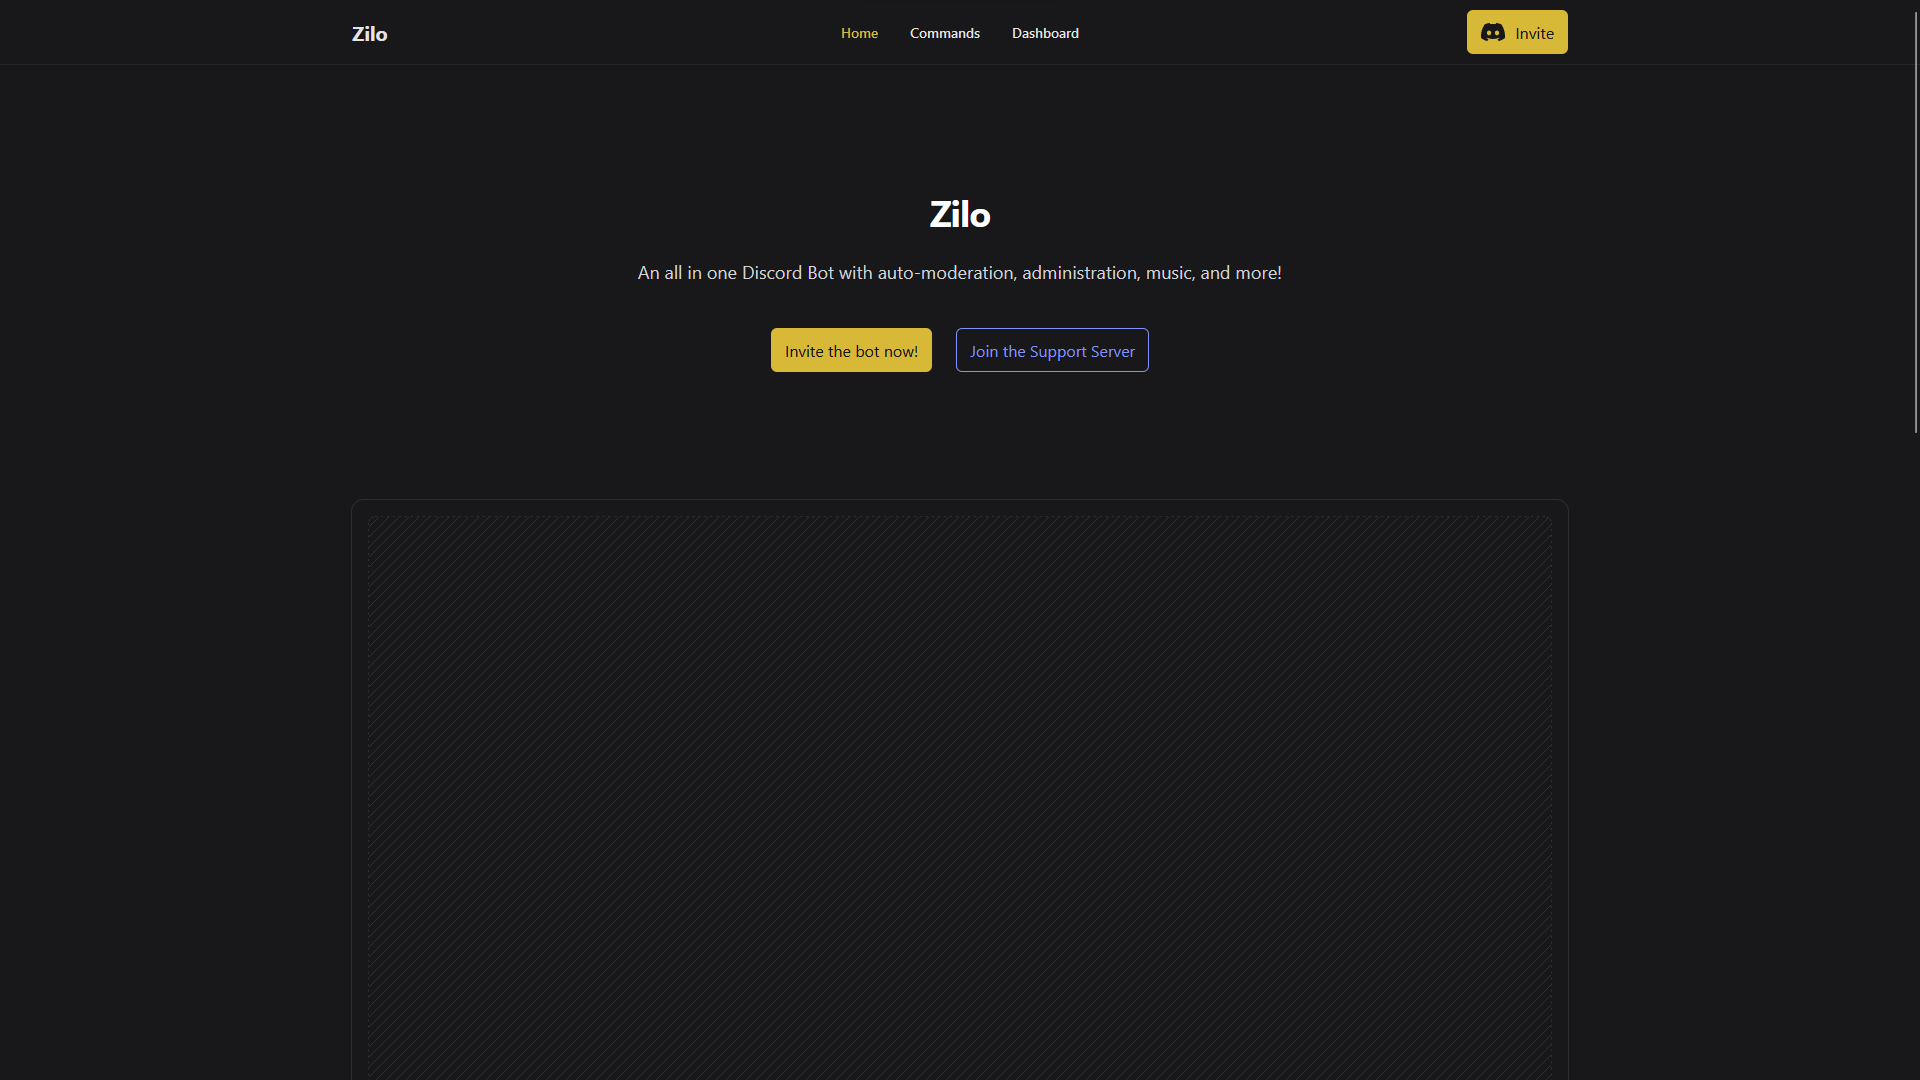 Zilo
Home
Commands
Dashboard
Invite
Zilo
An all in one Discord Bot with auto-moderation, administration, music, and more!
Invite the bot now!
Join the Support Server